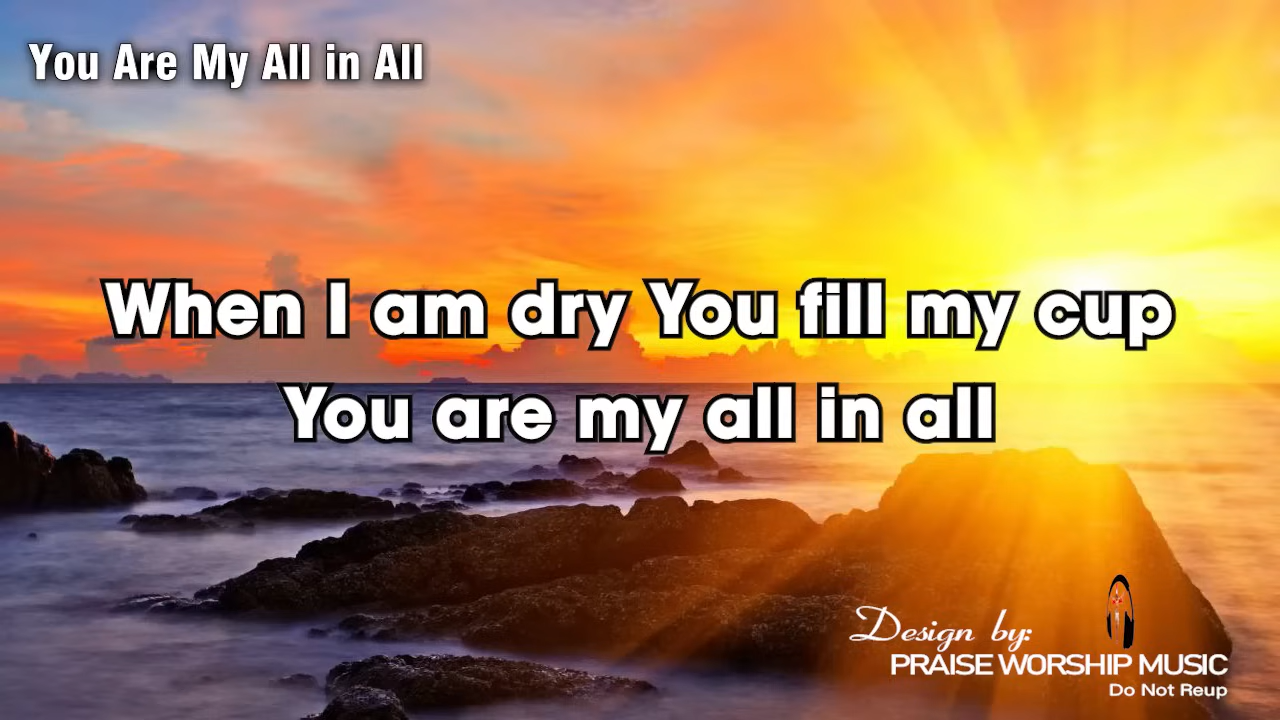 You Are My All in All
When I am dry You fill my cup
You are my all in all
Design by:
PRAISE WORSHIP MUSIC
Do Not Reup